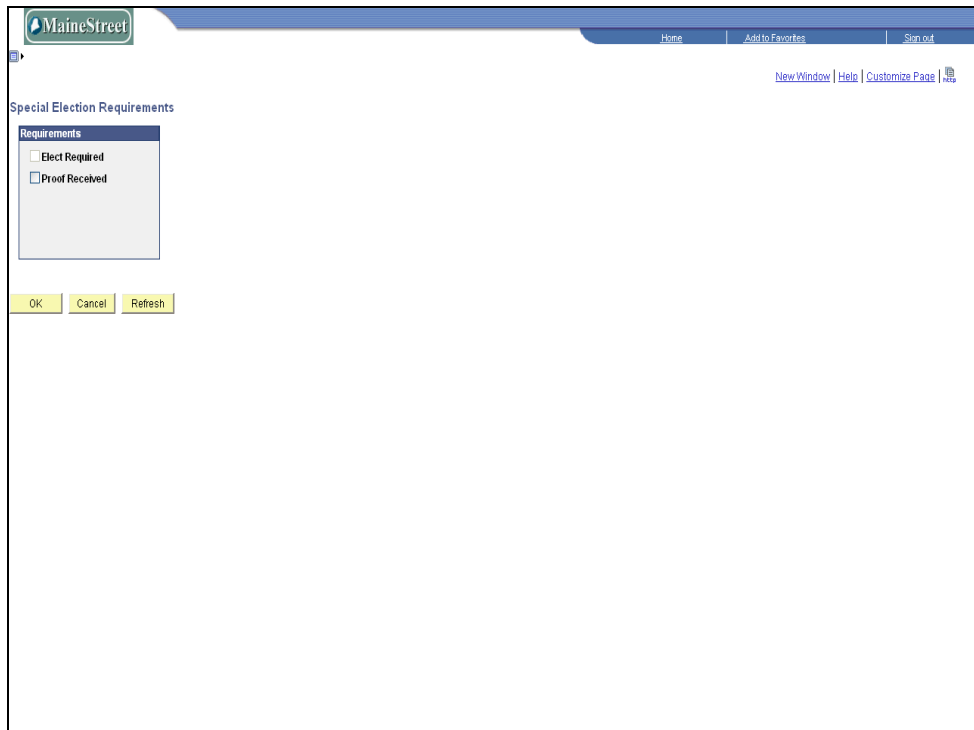 MaineStreet
Home Add to Favorites Sign out
New Window | Help | Customize Page | http
Special Election Requirements
Requirements
Elect Required
Proof Received
OK Cancel Refresh